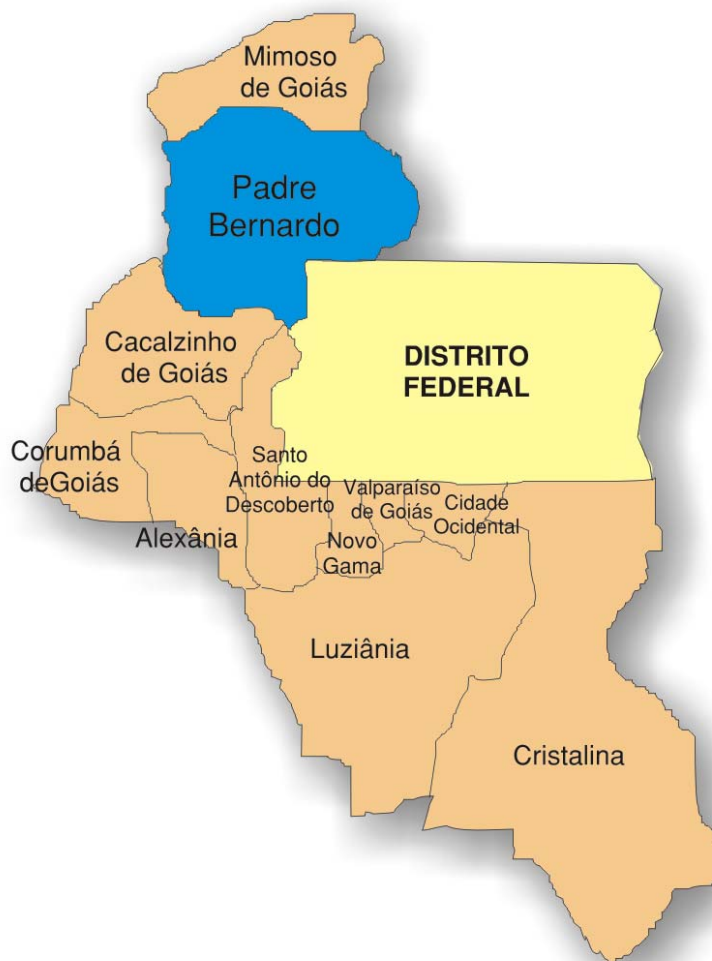 Mimoso
de Goiás
Padre
Bernardo
Cacalzinho
de Goiás
DISTRITO
FEDERAL
Corumbá
deGoiás
Santo
Antônio do
Descoberto
Valparaíso
de Goiás
Cidade
Ocidental
Alexânia
Novo
Gama
Luziânia
Cristalina